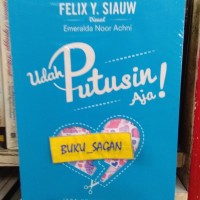 FELIX Y. SIAUW
Visual
Emeralda Noor Achni
Udah
Putusin
Aja!
BUKU_SAGAN